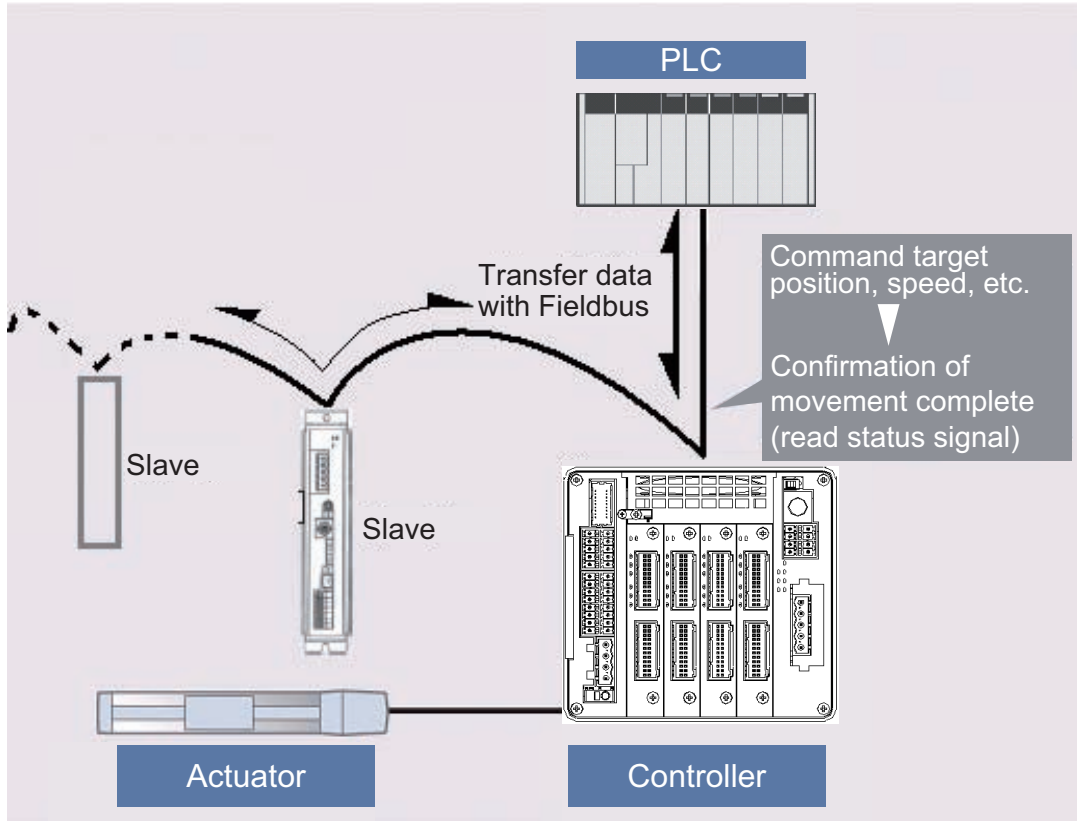 PLC
Transfer data
with Fieldbus
Command target
position, speed, etc.
Confirmation of
movement complete
(read status signal)
Slave
Slave
Actuator
Controller